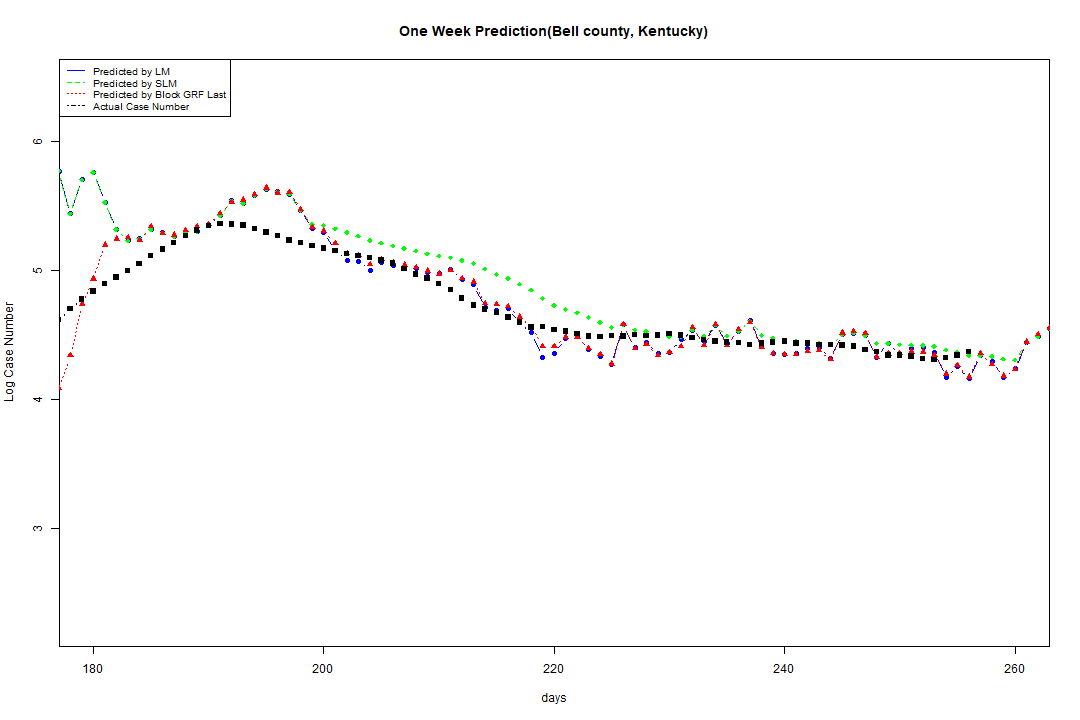 One Week Prediction(Bell county, Kentucky)
Predicted by LM
Predicted by SLM
Predicted by Block GRF Last
Actual Case Number
Log Case Number
6
5
4
3
180 200 220 240 260
days